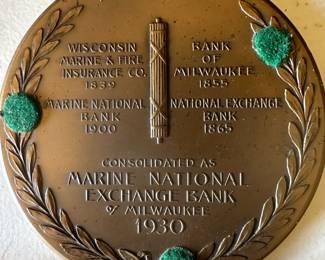 WISCONSIN
MARINE & FIRE
INSURANCE CO.
1839
BANK
OF
MILWAUKEE
1855
MARINE NATIONAL
BANK
1900
NATIONAL EXCHANGE
BANK
1865
CONSOLIDATED AS
MARINE NATIONAL
EXCHANGE BANK
of MILWAUKEE
1930